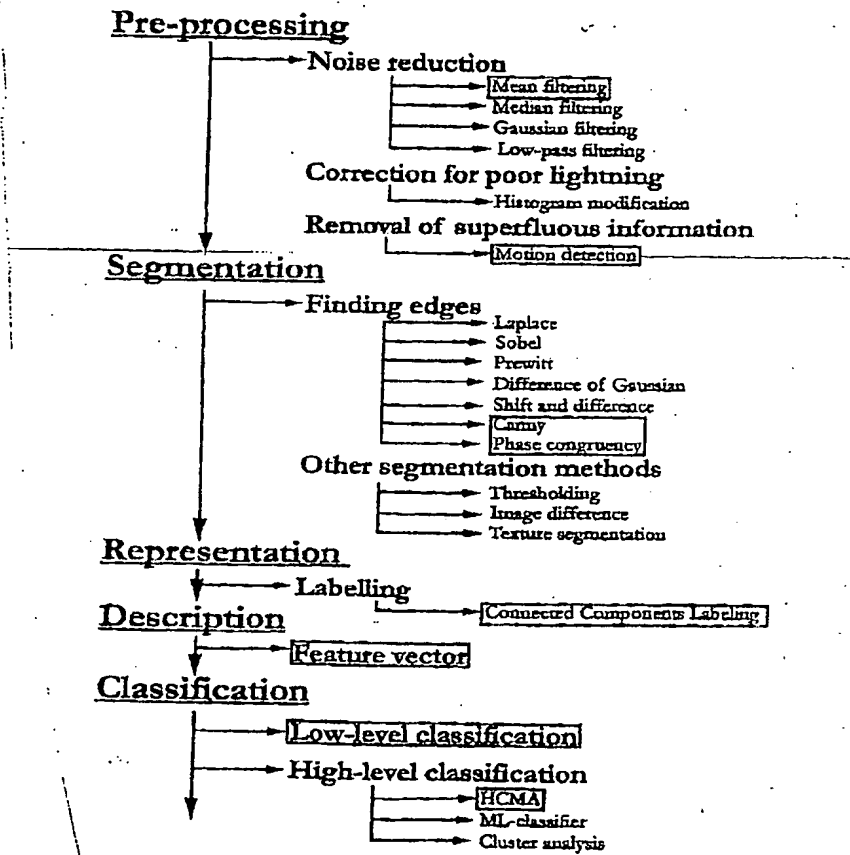 Pre-processing
Noise reduction
Mean filtering
Median filtering
Gaussian filtering
Low-pass filtering
Correction for poor lightning
Histogram modification
Removal of superfluous information
Motion detection
Segmentation
Finding edges
Laplace
Sobel
Prewitt
Difference of Gaussian
Shift and difference
Canny
Phase congruency
Other segmentation methods
Thresholding
Image difference
Texture segmentation
Representation
Labelling
Connected Components Labeling
Description
Feature vector
Classification
Low-level classification
High-level classification
HCMA
ML-classifier
Cluster analysis